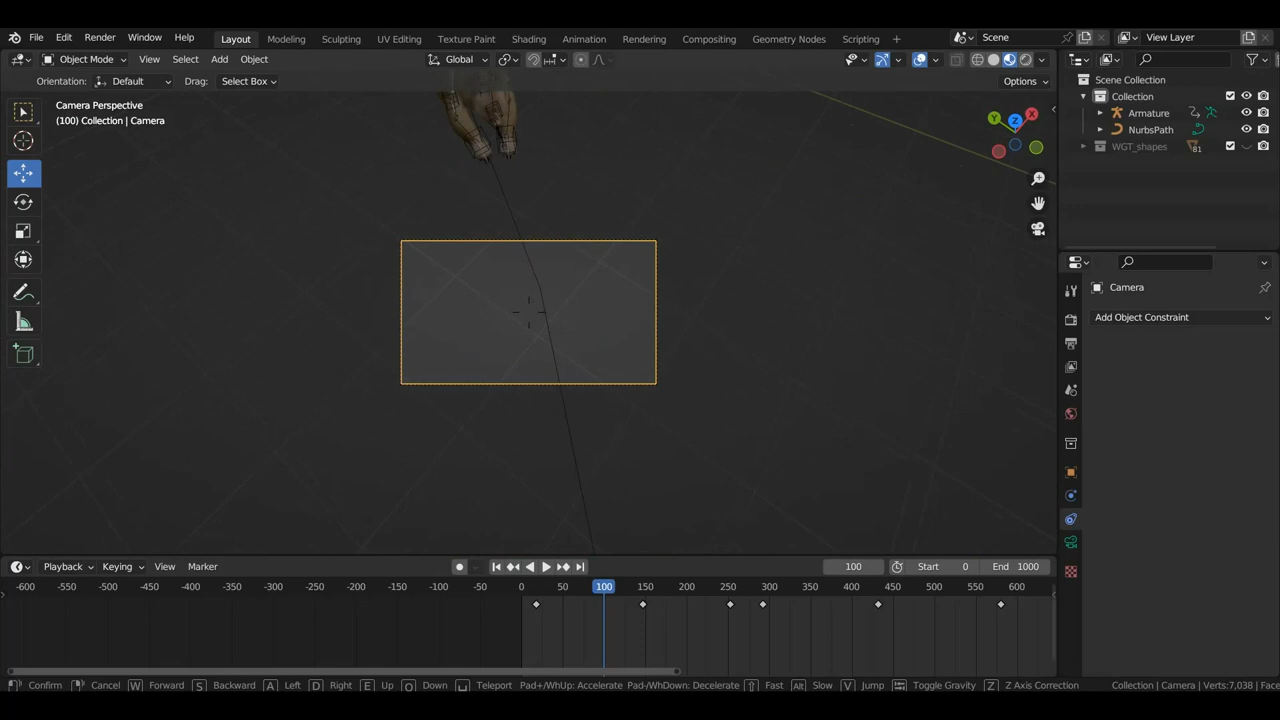 File Edit Render Window Help Layout Modeling Sculpting UV Editing Texture Paint Shading Animation Rendering Compositing Geometry Nodes Scripting + Scene View Layer
Object Mode View Select Add Object Global
Orientation: Default Drag: Select Box Options
Scene Collection
Collection
Armature
NurbsPath
WGT_shapes 81
Camera Perspective
(100) Collection | Camera
Y Z X
Camera
Add Object Constraint
Playback Keying View Marker 100 Start 0 End 1000
-600 -550 -500 -450 -400 -350 -300 -250 -200 -150 -100 -50 0 50 100 150 200 250 300 350 400 450 500 550 600
Confirm Cancel W Forward S Backward A Left D Right E Up Q Down Teleport Pad+/WhUp: Accelerate Pad-/WhDown: Decelerate Fast Alt Slow V Jump Toggle Gravity Z Z Axis Correction Collection | Camera | Verts:7,038 | Face